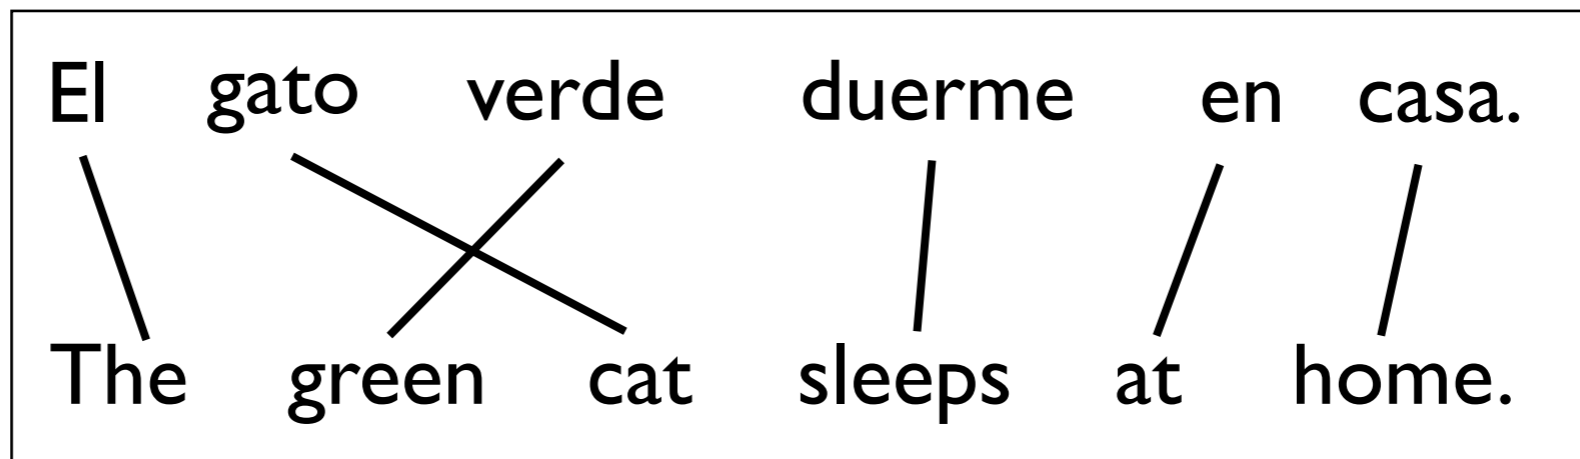 El gato verde duerme en casa.
The green cat sleeps at home.